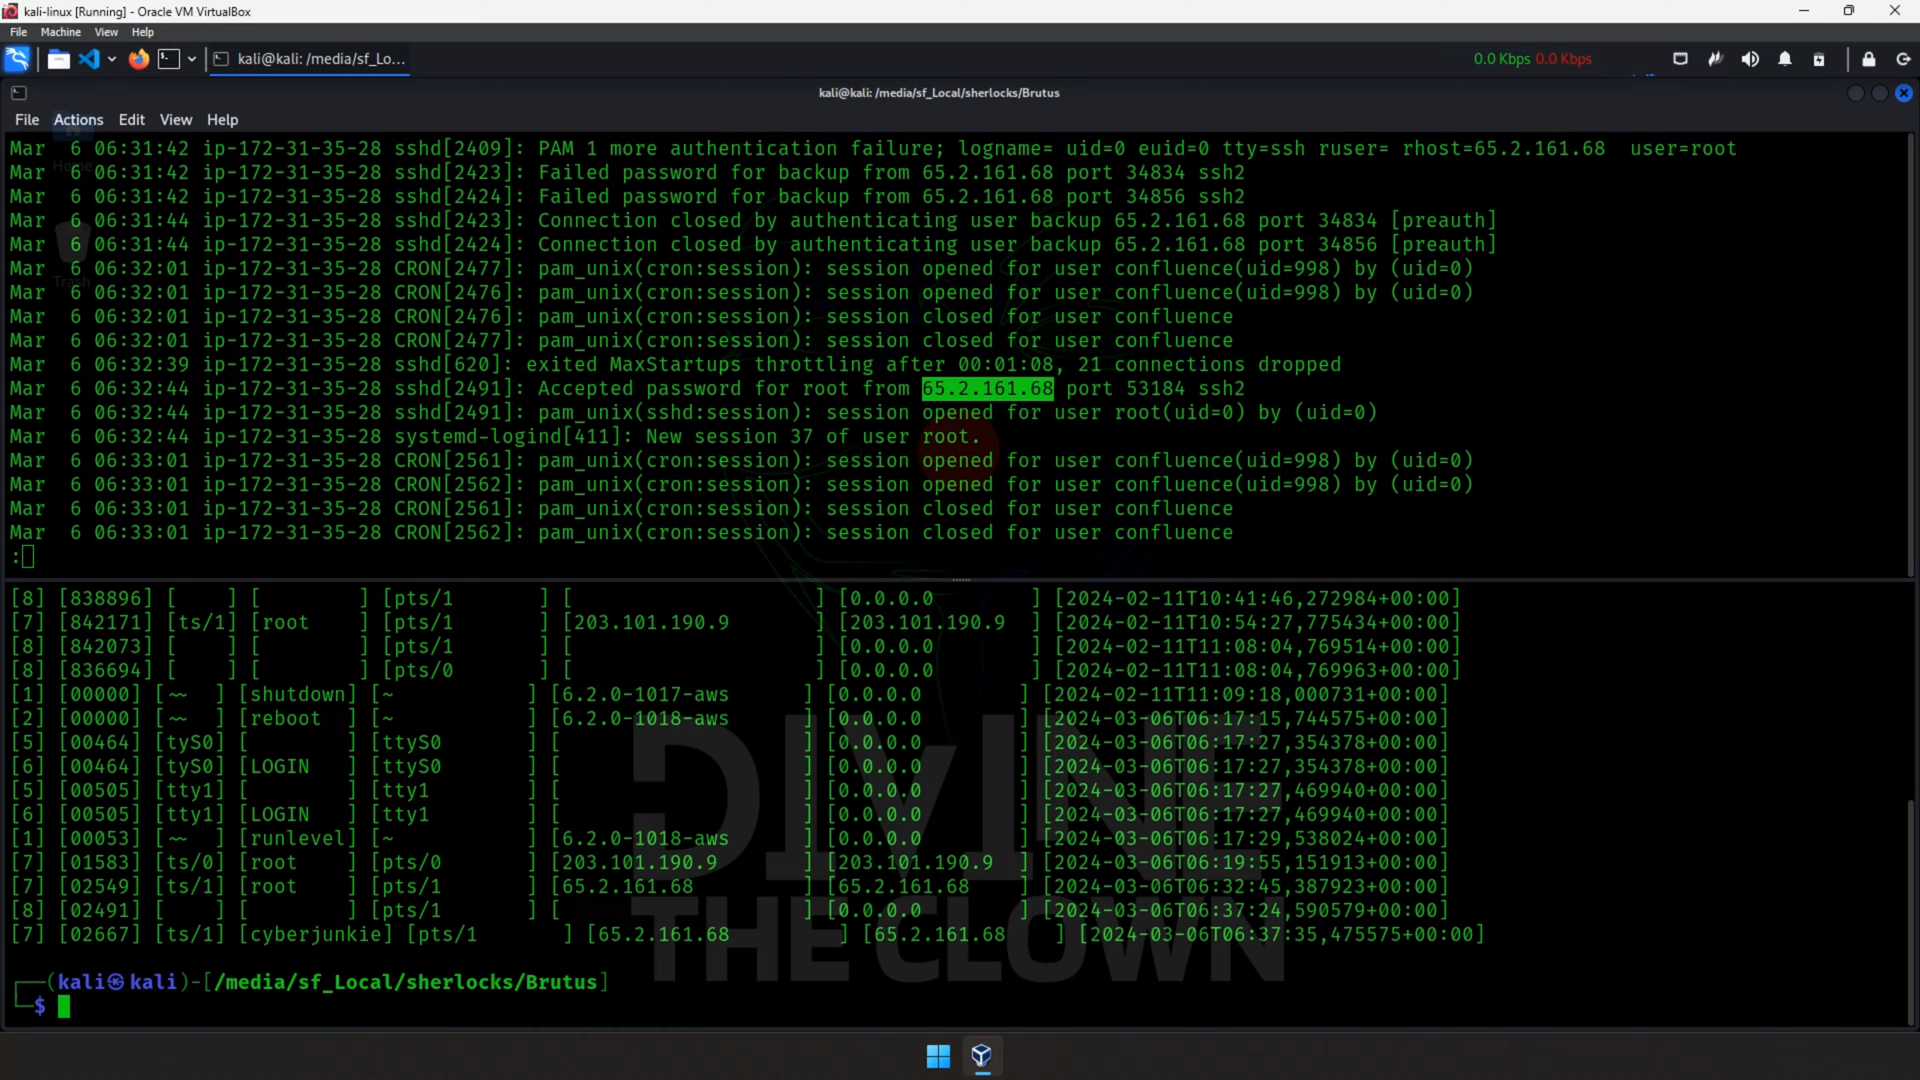 kali-linux [Running] - Oracle VM VirtualBox
File Machine View Help
kali@kali: /media/sf_Lo...
0.0 Kbps 0.0 Kbps
kali@kali: /media/sf_Local/sherlocks/Brutus
File Actions Edit View Help
Home
Trash
Mar  6 06:31:42 ip-172-31-35-28 sshd[2409]: PAM 1 more authentication failure; logname= uid=0 euid=0 tty=ssh ruser= rhost=65.2.161.68  user=root
Mar  6 06:31:42 ip-172-31-35-28 sshd[2423]: Failed password for backup from 65.2.161.68 port 34834 ssh2
Mar  6 06:31:42 ip-172-31-35-28 sshd[2424]: Failed password for backup from 65.2.161.68 port 34856 ssh2
Mar  6 06:31:44 ip-172-31-35-28 sshd[2423]: Connection closed by authenticating user backup 65.2.161.68 port 34834 [preauth]
Mar  6 06:31:44 ip-172-31-35-28 sshd[2424]: Connection closed by authenticating user backup 65.2.161.68 port 34856 [preauth]
Mar  6 06:32:01 ip-172-31-35-28 CRON[2477]: pam_unix(cron:session): session opened for user confluence(uid=998) by (uid=0)
Mar  6 06:32:01 ip-172-31-35-28 CRON[2476]: pam_unix(cron:session): session opened for user confluence(uid=998) by (uid=0)
Mar  6 06:32:01 ip-172-31-35-28 CRON[2476]: pam_unix(cron:session): session closed for user confluence
Mar  6 06:32:01 ip-172-31-35-28 CRON[2477]: pam_unix(cron:session): session closed for user confluence
Mar  6 06:32:39 ip-172-31-35-28 sshd[620]: exited MaxStartups throttling after 00:01:08, 21 connections dropped
Mar  6 06:32:44 ip-172-31-35-28 sshd[2491]: Accepted password for root from 65.2.161.68 port 53184 ssh2
Mar  6 06:32:44 ip-172-31-35-28 sshd[2491]: pam_unix(sshd:session): session opened for user root(uid=0) by (uid=0)
Mar  6 06:32:44 ip-172-31-35-28 systemd-logind[411]: New session 37 of user root.
Mar  6 06:33:01 ip-172-31-35-28 CRON[2561]: pam_unix(cron:session): session opened for user confluence(uid=998) by (uid=0)
Mar  6 06:33:01 ip-172-31-35-28 CRON[2562]: pam_unix(cron:session): session opened for user confluence(uid=998) by (uid=0)
Mar  6 06:33:01 ip-172-31-35-28 CRON[2561]: pam_unix(cron:session): session closed for user confluence
Mar  6 06:33:01 ip-172-31-35-28 CRON[2562]: pam_unix(cron:session): session closed for user confluence
:
[8] [838896] [    ] [        ] [pts/1       ] [                    ] [0.0.0.0        ] [2024-02-11T10:41:46,272984+00:00]
[7] [842171] [ts/1] [root    ] [pts/1       ] [203.101.190.9       ] [203.101.190.9  ] [2024-02-11T10:54:27,775434+00:00]
[8] [842073] [    ] [        ] [pts/1       ] [                    ] [0.0.0.0        ] [2024-02-11T11:08:04,769514+00:00]
[8] [836694] [    ] [        ] [pts/0       ] [                    ] [0.0.0.0        ] [2024-02-11T11:08:04,769963+00:00]
[1] [00000] [~~  ] [shutdown] [~           ] [6.2.0-1017-aws      ] [0.0.0.0        ] [2024-02-11T11:09:18,000731+00:00]
[2] [00000] [~~  ] [reboot  ] [~           ] [6.2.0-1018-aws      ] [0.0.0.0        ] [2024-03-06T06:17:15,744575+00:00]
[5] [00464] [tyS0] [        ] [ttyS0       ] [                    ] [0.0.0.0        ] [2024-03-06T06:17:27,354378+00:00]
[6] [00464] [tyS0] [LOGIN   ] [ttyS0       ] [                    ] [0.0.0.0        ] [2024-03-06T06:17:27,354378+00:00]
[5] [00505] [tty1] [        ] [tty1        ] [                    ] [0.0.0.0        ] [2024-03-06T06:17:27,469940+00:00]
[6] [00505] [tty1] [LOGIN   ] [tty1        ] [                    ] [0.0.0.0        ] [2024-03-06T06:17:27,469940+00:00]
[1] [00053] [~~  ] [runlevel] [~           ] [6.2.0-1018-aws      ] [0.0.0.0        ] [2024-03-06T06:17:29,538024+00:00]
[7] [01583] [ts/0] [root    ] [pts/0       ] [203.101.190.9       ] [203.101.190.9  ] [2024-03-06T06:19:55,151913+00:00]
[7] [02549] [ts/1] [root    ] [pts/1       ] [65.2.161.68         ] [65.2.161.68    ] [2024-03-06T06:32:45,387923+00:00]
[8] [02491] [    ] [        ] [pts/1       ] [                    ] [0.0.0.0        ] [2024-03-06T06:37:24,590579+00:00]
[7] [02667] [ts/1] [cyberjunkie] [pts/1       ] [65.2.161.68         ] [65.2.161.68    ] [2024-03-06T06:37:35,475575+00:00]
DIVINE
THE CLOWN
┌──(kali㉿kali)-[/media/sf_Local/sherlocks/Brutus]
└─$